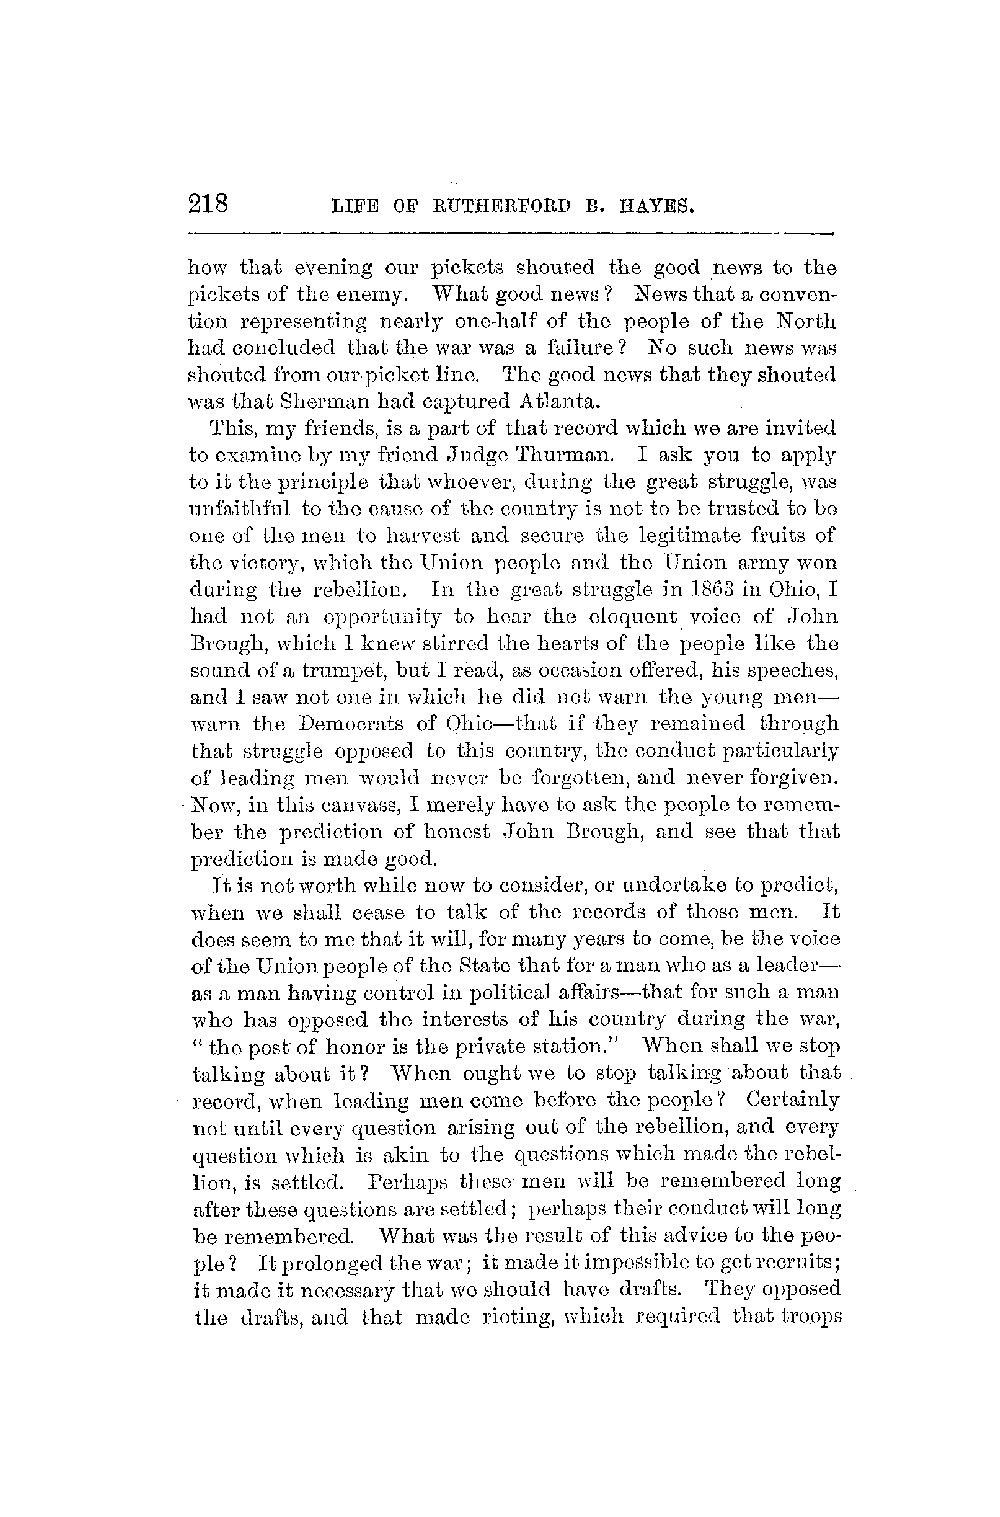 218 LIFE OF RUTHERFORD B. HAYES.
how that evening our pickets shouted the good news to the
pickets of the enemy. What good news? News that a conven-
tion representing nearly one-half of the people of the North
had concluded that the war was a failure? No such news was
shouted from our picket line. The good news that they shouted
was that Sherman had captured Atlanta.
This, my friends, is a part of that record which we are invited
to examine by my friend Judge Thurman. I ask you to apply
to it the principle that whoever, during the great struggle, was
unfaithful to the cause of the country is not to be trusted to be
one of the men to harvest and secure the legitimate fruits of
the victory, which the Union people and the Union army won
during the rebellion. In the great struggle in 1863 in Ohio, I
had not an opportunity to hear the eloquent voice of John
Brough, which I knew stirred the hearts of the people like the
sound of a trumpet, but I read, as occasion offered, his speeches,
and I saw not one in which he did not warn the young men—
warn the Democrats of Ohio—that if they remained through
that struggle opposed to this country, the conduct particularly
of leading men would never be forgotten, and never forgiven.
Now, in this canvass, I merely have to ask the people to remem-
ber the prediction of honest John Brough, and see that that
prediction is made good.
It is not worth while now to consider, or undertake to predict,
when we shall cease to talk of the records of those men. It
does seem to me that it will, for many years to come, be the voice
of the Union people of the State that for a man who as a leader—
as a man having control in political affairs—that for such a man
who has opposed the interests of his country during the war,
"the post of honor is the private station." When shall we stop
talking about it? When ought we to stop talking about that
record, when leading men come before the people? Certainly
not until every question arising out of the rebellion, and every
question which is akin to the questions which made the rebel-
lion, is settled. Perhaps these men will be remembered long
after these questions are settled; perhaps their conduct will long
be remembered. What was the result of this advice to the peo-
ple? It prolonged the war; it made it impossible to get recruits;
it made it necessary that we should have drafts. They opposed
the drafts, and that made rioting, which required that troops